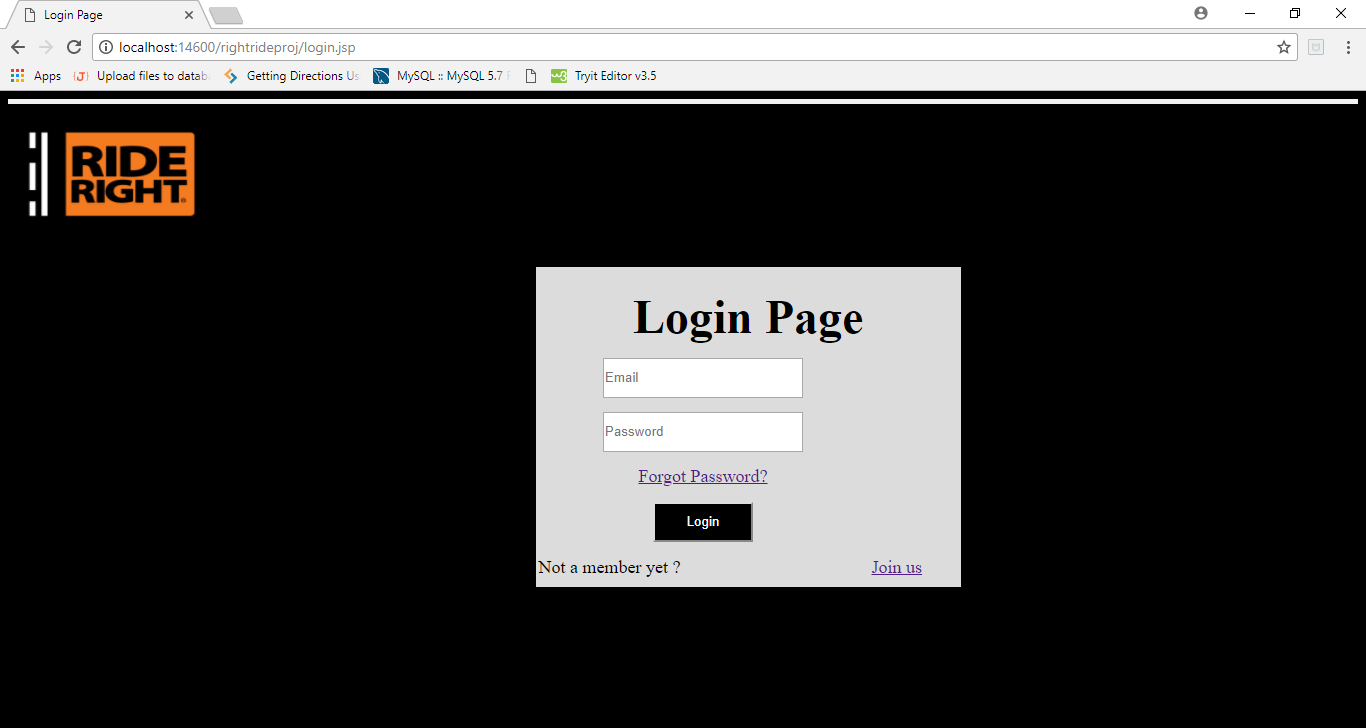 Login Page
localhost:14600/rightrideproj/login.jsp
Apps Upload files to datab Getting Directions Us MySQL :: MySQL 5.7 Tryit Editor v3.5
RIDE
RIGHT
Login Page
Email
Password
Forgot Password?
Login
Not a member yet ? Join us